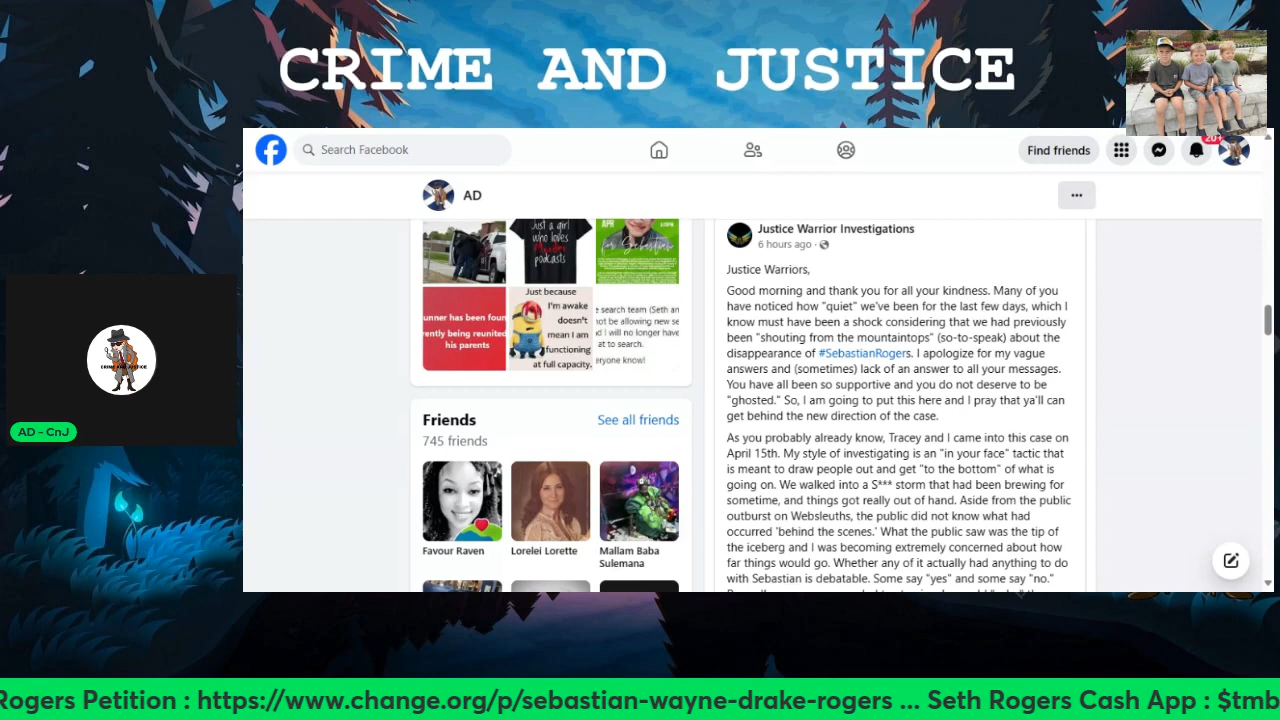 CRIME AND JUSTICE
Search Facebook
Find friends
20+
AD
Just a girl
who loves
Murder
podcasts
APR
for Sebastian
unner has been foun
rently being reunited
his parents
Just because
I'm awake
doesn't
mean I am
functioning
at full capacity.
e search team (Seth an
not be allowing new se
d I will no longer have
at to search.
eryone know!
Friends
See all friends
745 friends
Favour Raven
Lorelei Lorette
Mallam Baba
Sulemana
Justice Warrior Investigations
6 hours ago ·
Justice Warriors,
Good morning and thank you for all your kindness. Many of you
have noticed how "quiet" we've been for the last few days, which I
know must have been a shock considering that we had previously
been "shouting from the mountaintops" (so-to-speak) about the
disappearance of #SebastianRogers. I apologize for my vague
answers and (sometimes) lack of an answer to all your messages.
You have all been so supportive and you do not deserve to be
"ghosted." So, I am going to put this here and I pray that ya'll can
get behind the new direction of the case.
As you probably already know, Tracey and I came into this case on
April 15th. My style of investigating is an "in your face" tactic that
is meant to draw people out and get "to the bottom" of what is
going on. We walked into a S*** storm that had been brewing for
sometime, and things got really out of hand. Aside from the public
outburst on Websleuths, the public did not know what had
occurred 'behind the scenes.' What the public saw was the tip of
the iceberg and I was becoming extremely concerned about how
far things would go. Whether any of it actually had anything to do
with Sebastian is debatable. Some say "yes" and some say "no."
CRIME AND JUSTICE
AD - CnJ
Rogers Petition : https://www.change.org/p/sebastian-wayne-drake-rogers ... Seth Rogers Cash App : $tmb